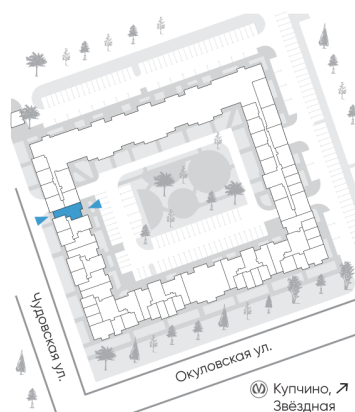 Чудовская ул.
Окуловская ул.
Купчино, ↗
Звёздная